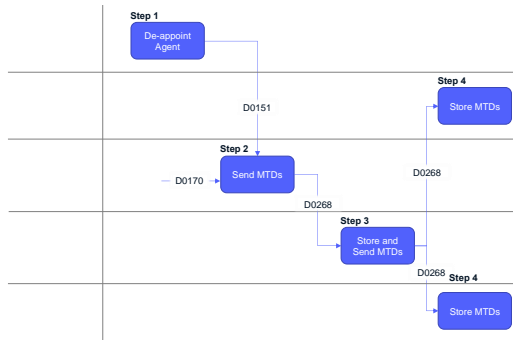 Step 1
De-appoint
Agent
Step 4
Store MTDs
D0151
Step 2
Send MTDs
D0170
D0268
D0268
Step 3
Store and
Send MTDs
D0268
Step 4
Store MTDs